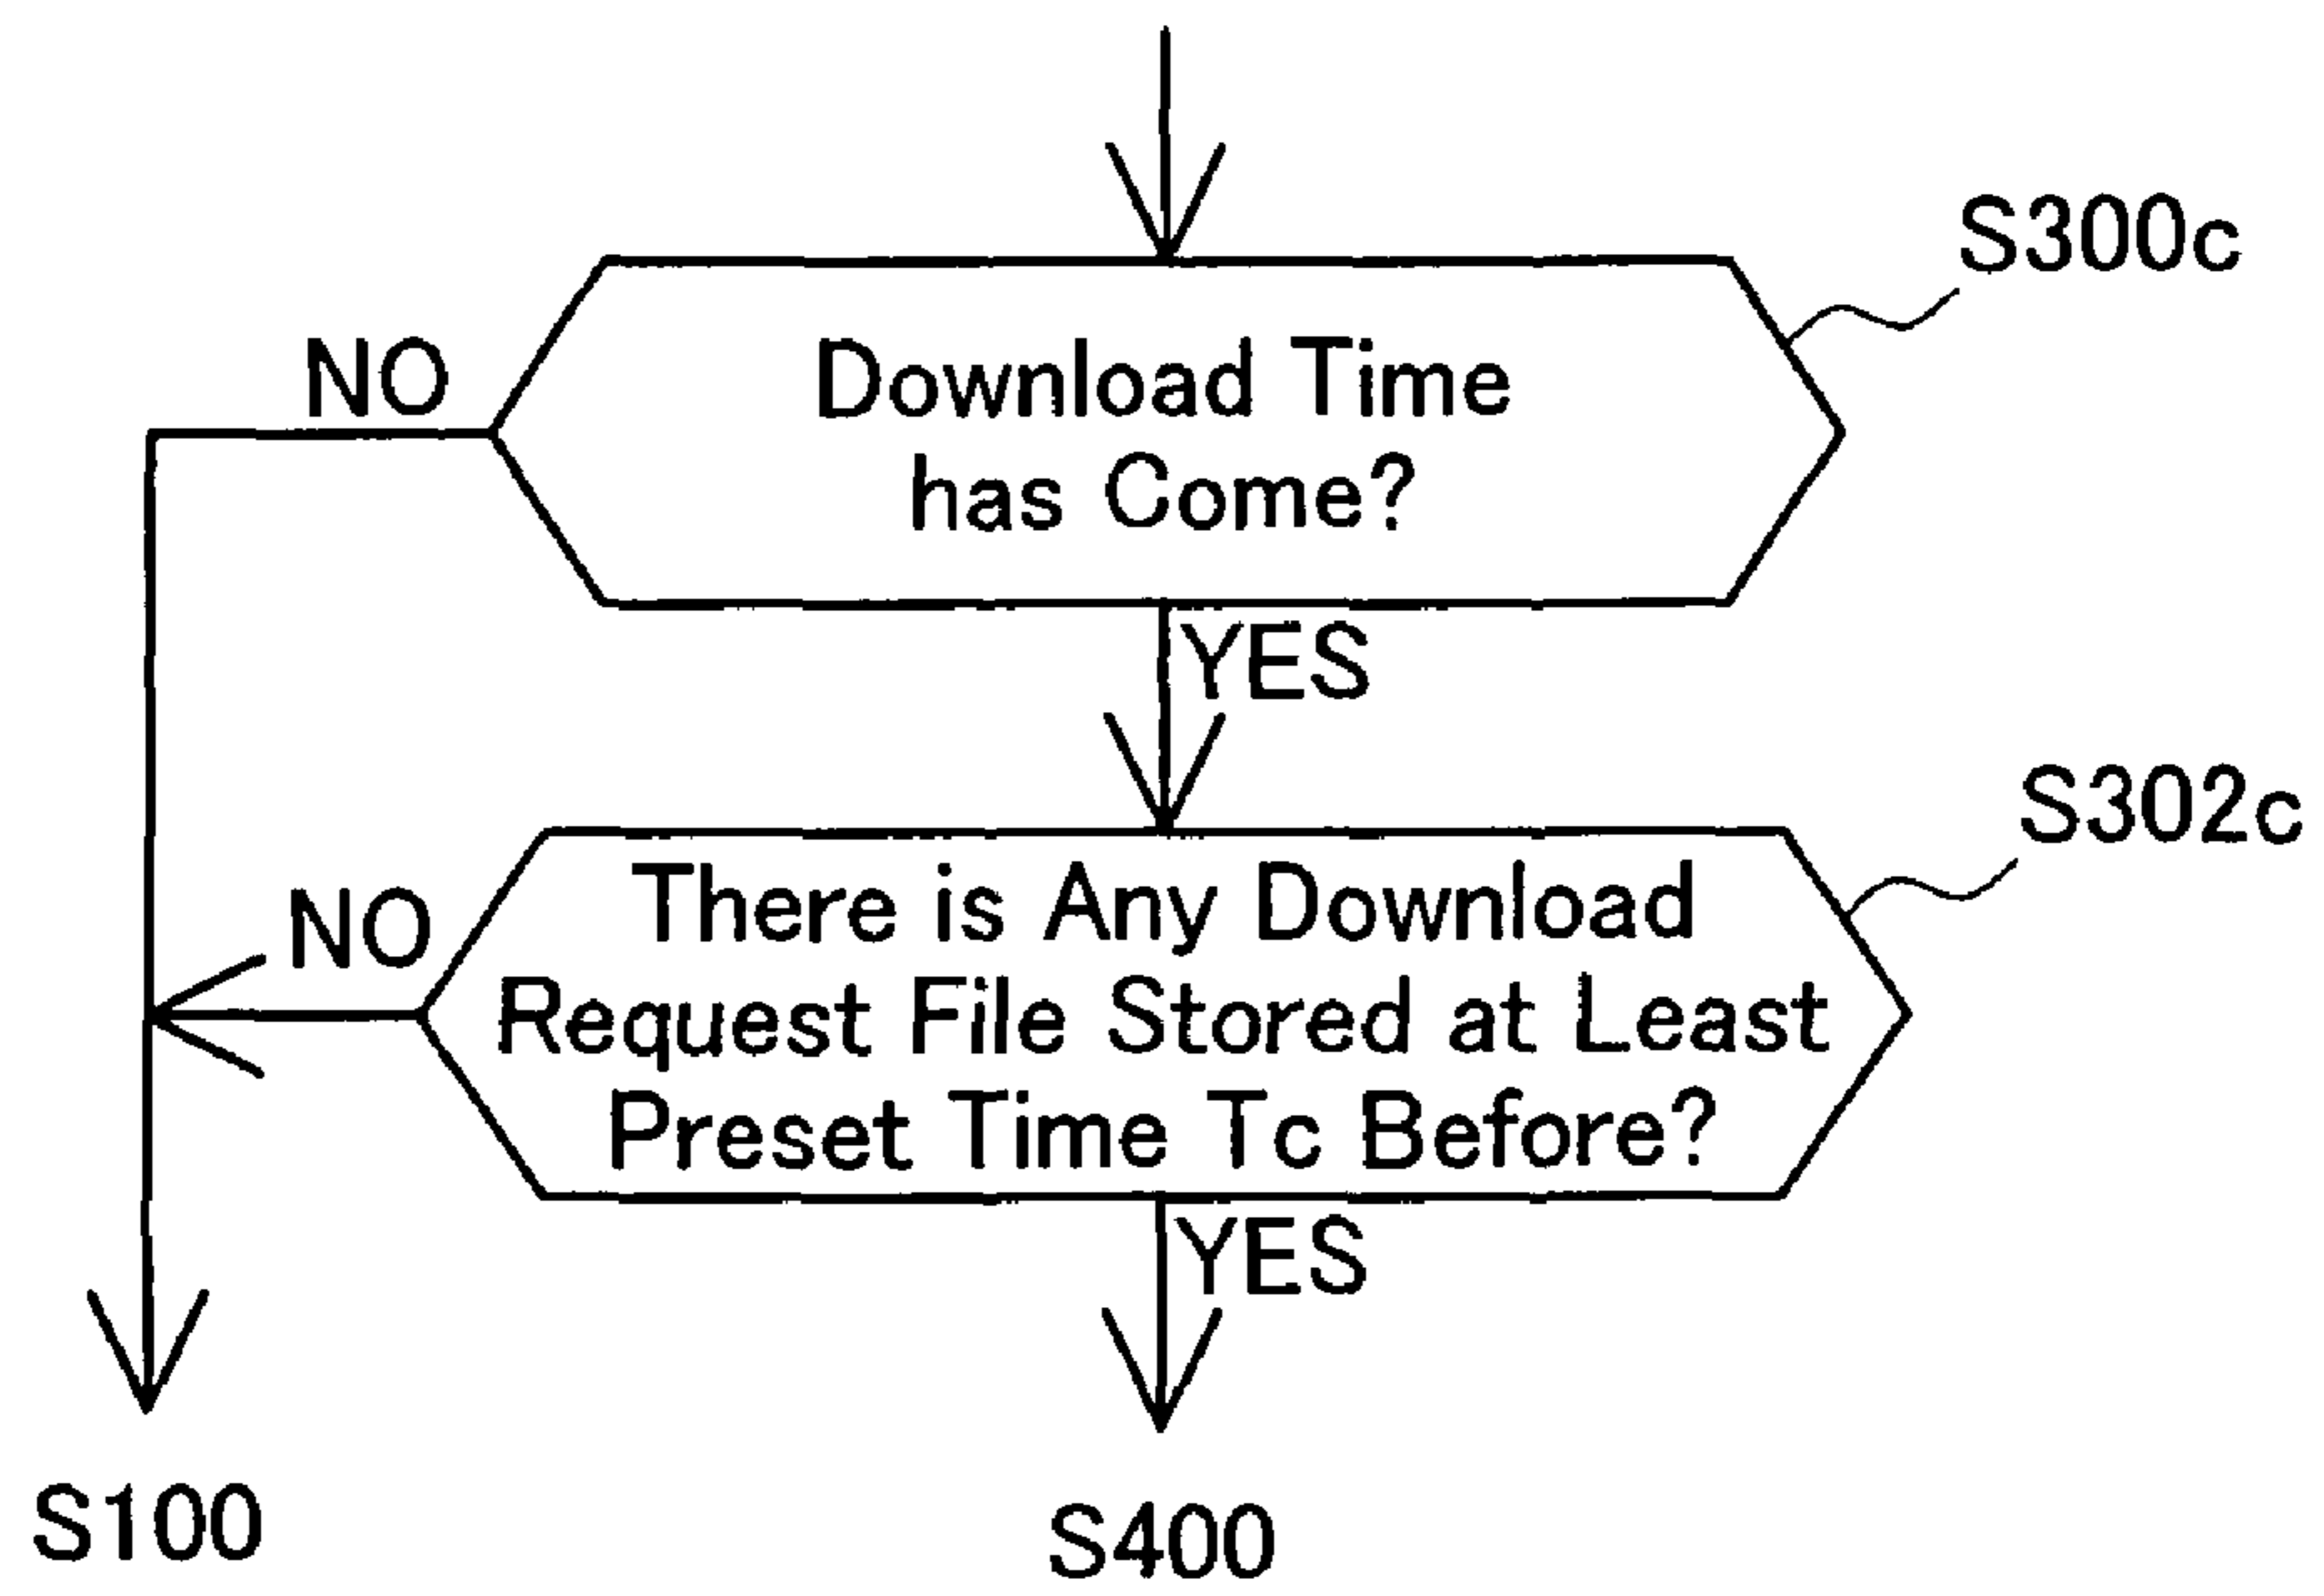 S300c
NO
Download Time
has Come?
YES
S302c
NO
There is Any Download
Request File Stored at Least
Preset Time Tc Before?
YES
S100
S400